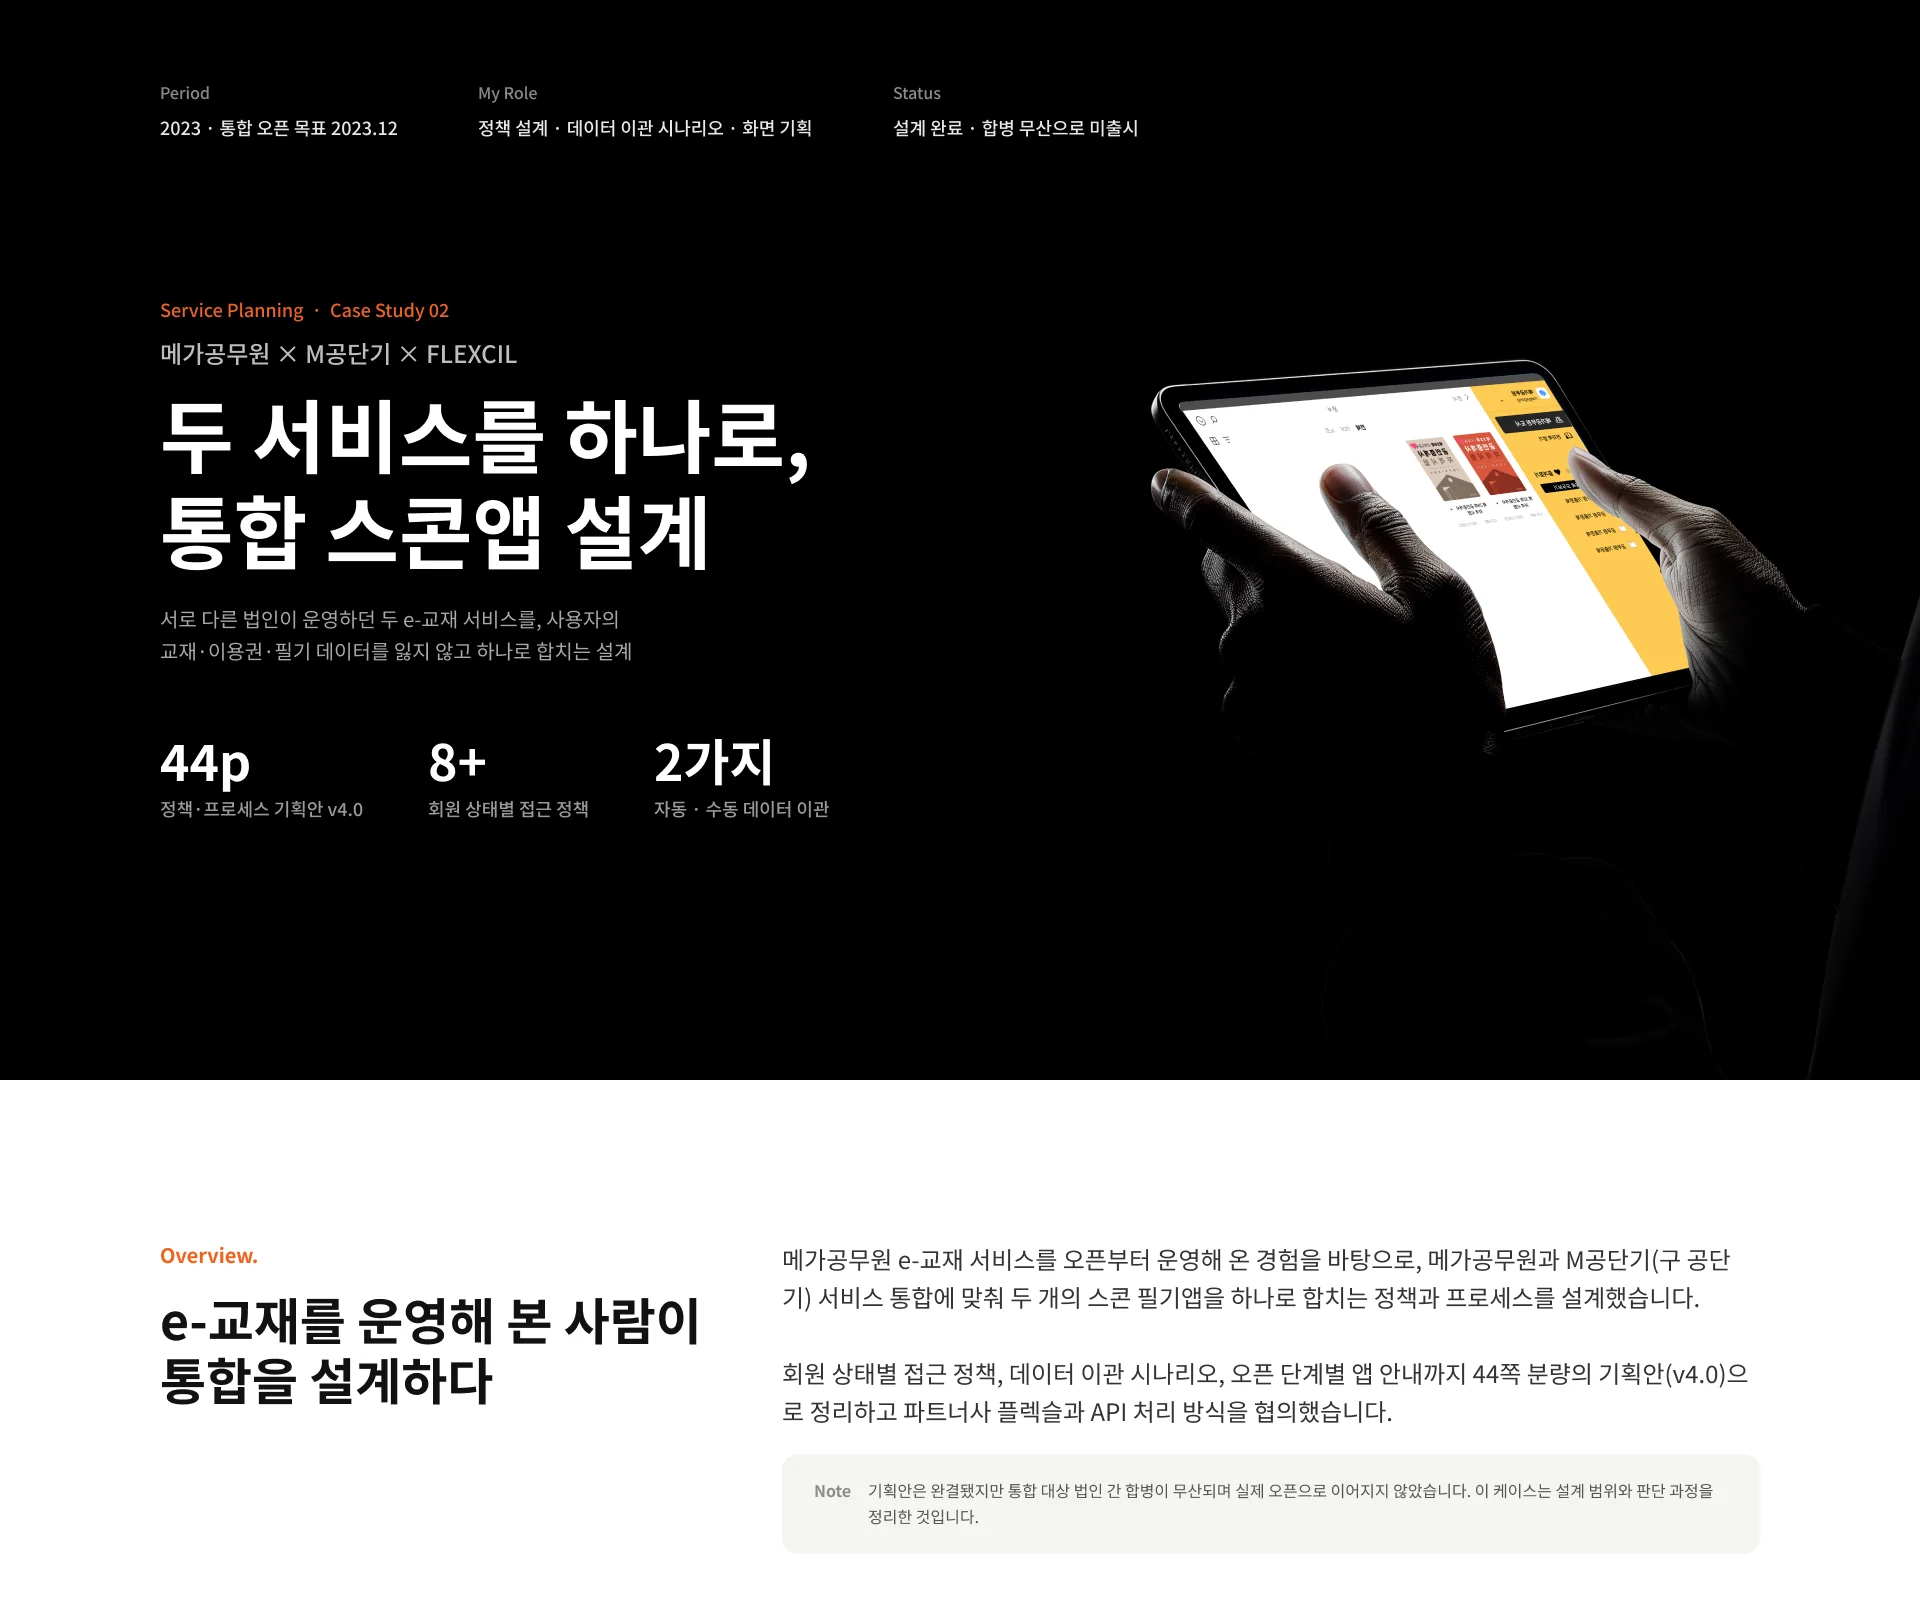 Period
2023 · 통합 오픈 목표 2023.12
My Role
정책 설계 · 데이터 이관 시나리오 · 화면 기획
Status
설계 완료 · 합병 무산으로 미출시
Service Planning · Case Study 02
메가공무원 × M공단기 × FLEXCIL
두 서비스를 하나로,
통합 스콘앱 설계
서로 다른 법인이 운영하던 두 e-교재 서비스를, 사용자의
교재·이용권·필기 데이터를 잃지 않고 하나로 합치는 설계
44p
정책·프로세스 기획안 v4.0
8+
회원 상태별 접근 정책
2가지
자동 · 수동 데이터 이관
Overview.
e-교재를 운영해 본 사람이
통합을 설계하다
메가공무원 e-교재 서비스를 오픈부터 운영해 온 경험을 바탕으로, 메가공무원과 M공단기(구 공단
기) 서비스 통합에 맞춰 두 개의 스콘 필기앱을 하나로 합치는 정책과 프로세스를 설계했습니다.
회원 상태별 접근 정책, 데이터 이관 시나리오, 오픈 단계별 앱 안내까지 44쪽 분량의 기획안(v4.0)으
로 정리하고 파트너사 플렉슬과 API 처리 방식을 협의했습니다.
Note
기획안은 완결됐지만 통합 대상 법인 간 합병이 무산되며 실제 오픈으로 이어지지 않았습니다. 이 케이스는 설계 범위와 판단 과정을
정리한 것입니다.